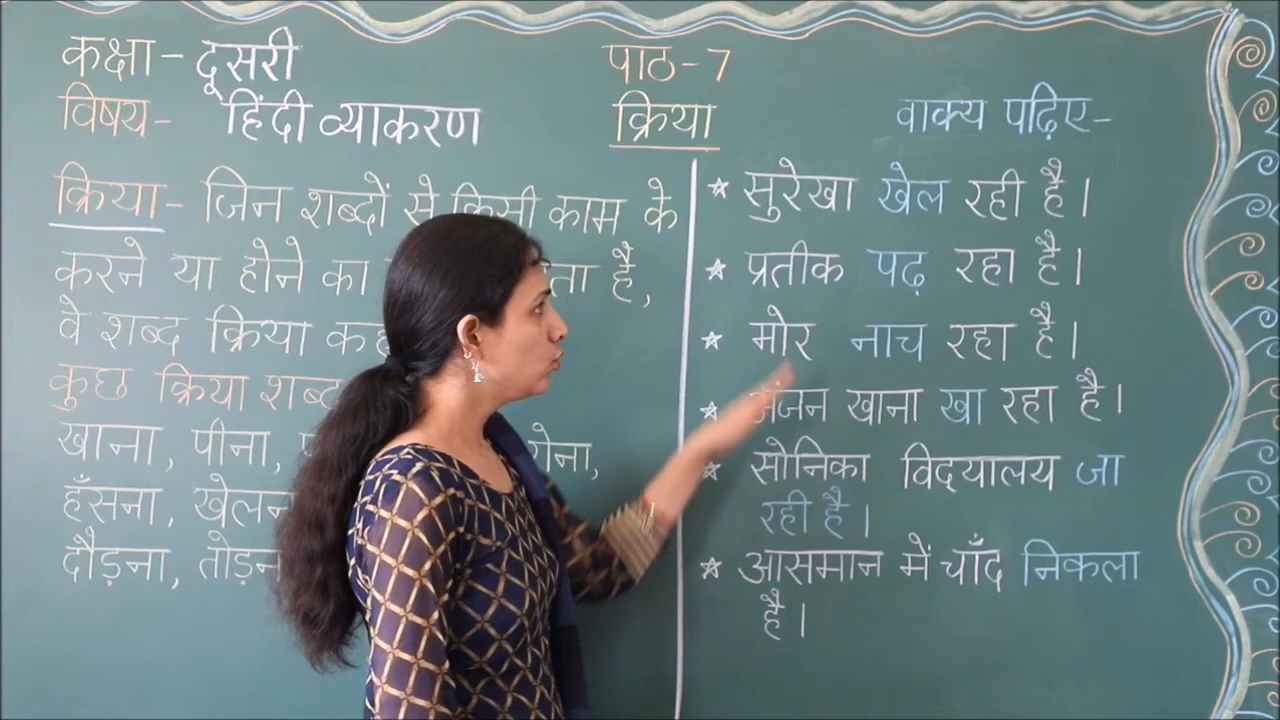 कक्षा- दूसरी
पाठ-7
विषय- हिंदी व्याकरण
क्रिया
वाक्य पढ़िए-
क्रिया- जिन शब्दों से किसी काम के
करने या होने का ता है,
वे शब्द क्रिया
कुछ क्रिया शब्द
खाना, पीना,
हँसना,
दौड़ना,
★ सुरेखा खेल रही है।
★ प्रतीक पढ़ रहा है।
★ मोर नाच रहा है।
★ अंजन खाना खा रहा है।
★ सोनिका विद्यालय जा
रही है।
★ आसमान में चाँद निकला
है।